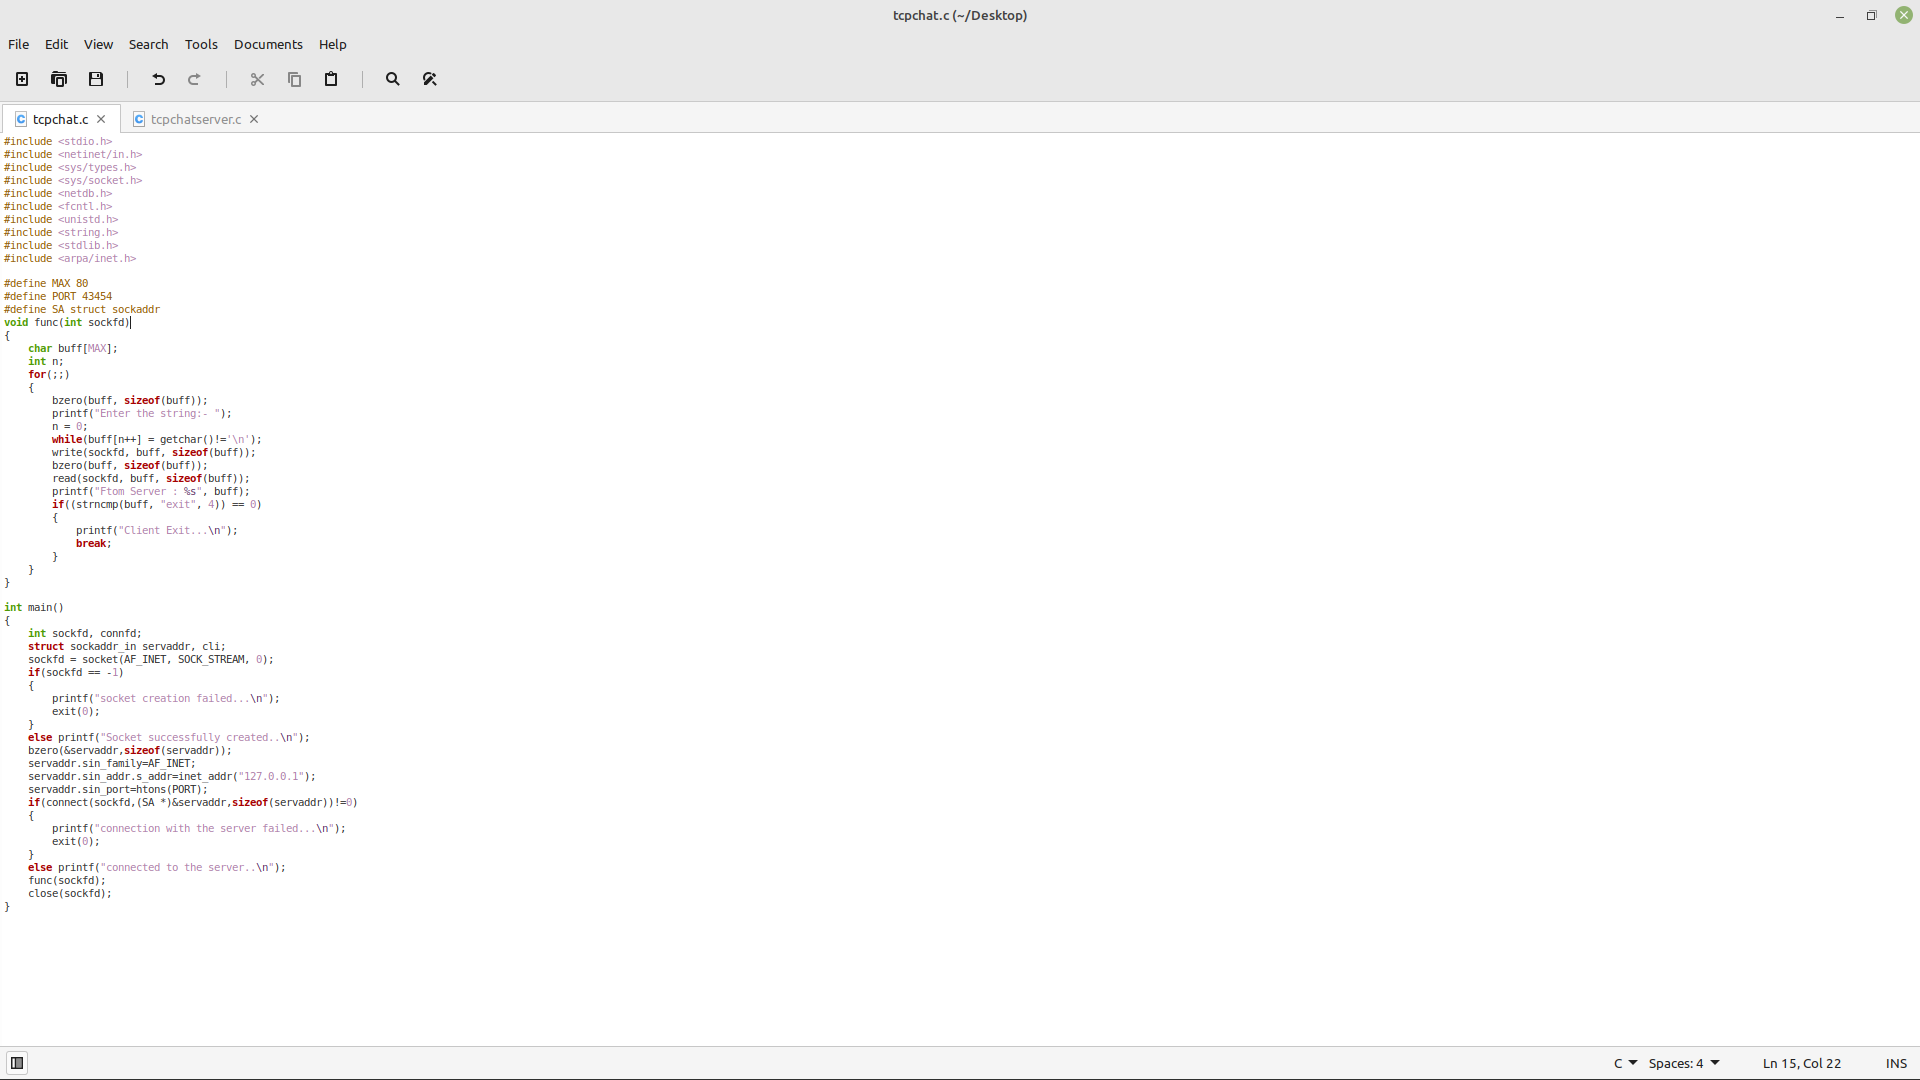 tcpchat.c (~/Desktop)
File Edit View Search Tools Documents Help
tcpchat.c tcpchatserver.c
#include <stdio.h>
#include <netinet/in.h>
#include <sys/types.h>
#include <sys/socket.h>
#include <netdb.h>
#include <fcntl.h>
#include <unistd.h>
#include <string.h>
#include <stdlib.h>
#include <arpa/inet.h>

#define MAX 80
#define PORT 43454
#define SA struct sockaddr
void func(int sockfd)
{
    char buff[MAX];
    int n;
    for(;;)
    {
        bzero(buff, sizeof(buff));
        printf("Enter the string:- ");
        n = 0;
        while(buff[n++] = getchar()!='\n');
        write(sockfd, buff, sizeof(buff));
        bzero(buff, sizeof(buff));
        read(sockfd, buff, sizeof(buff));
        printf("Ftom Server : %s", buff);
        if((strncmp(buff, "exit", 4)) == 0)
        {
            printf("Client Exit...\n");
            break;
        }
    }
}

int main()
{
    int sockfd, connfd;
    struct sockaddr_in servaddr, cli;
    sockfd = socket(AF_INET, SOCK_STREAM, 0);
    if(sockfd == -1)
    {
        printf("socket creation failed...\n");
        exit(0);
    }
    else printf("Socket successfully created..\n");
    bzero(&servaddr,sizeof(servaddr));
    servaddr.sin_family=AF_INET;
    servaddr.sin_addr.s_addr=inet_addr("127.0.0.1");
    servaddr.sin_port=htons(PORT);
    if(connect(sockfd,(SA *)&servaddr,sizeof(servaddr))!=0)
    {
        printf("connection with the server failed...\n");
        exit(0);
    }
    else printf("connected to the server..\n");
    func(sockfd);
    close(sockfd);
}
C Spaces: 4 Ln 15, Col 22 INS